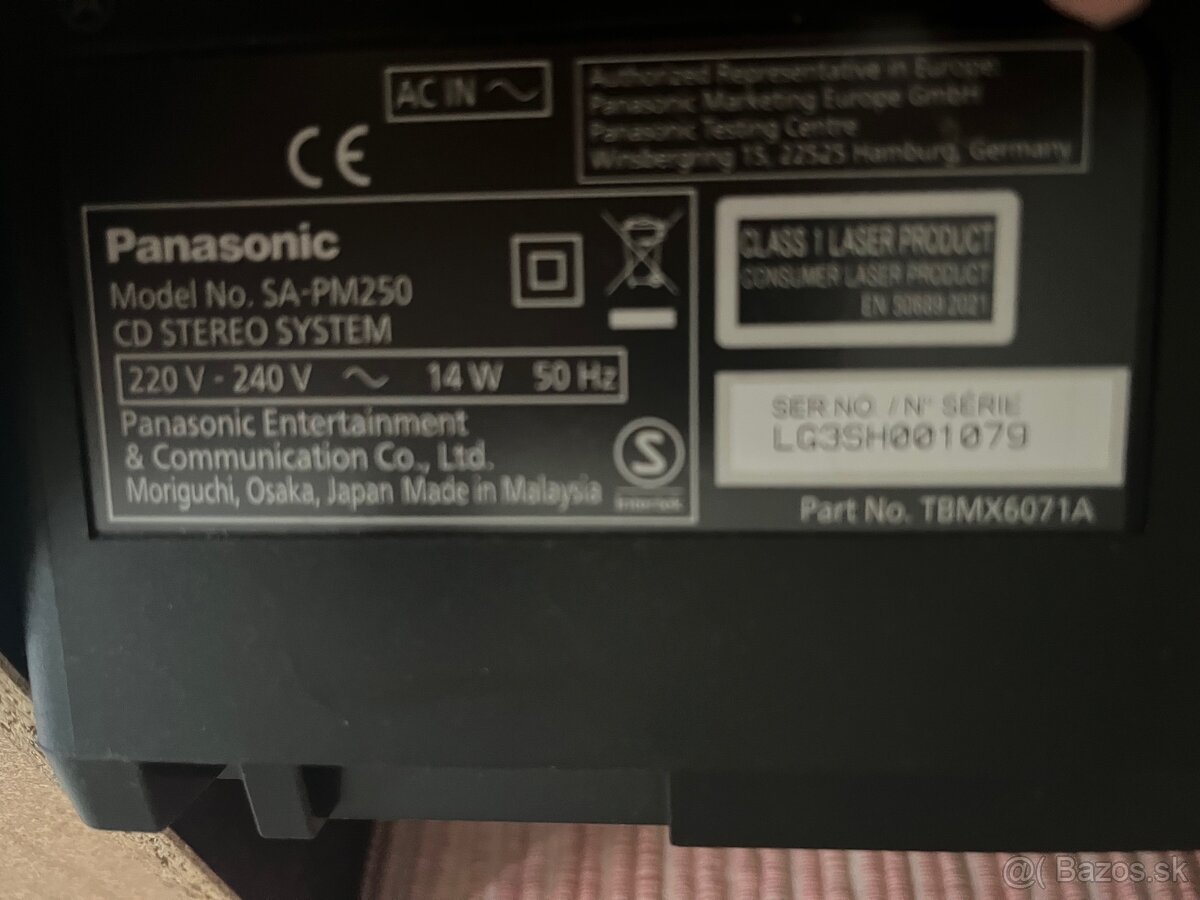 AC IN
Authorized Representative in Europe:
Panasonic Marketing Europe GmbH
Panasonic Testing Centre
Winsbergring 15, 22525 Hamburg, Germany
CE
Panasonic
Model No. SA-PM250
CD STEREO SYSTEM
220 V - 240 V ~ 14 W 50 Hz
Panasonic Entertainment
& Communication Co., Ltd.
Moriguchi, Osaka, Japan Made in Malaysia
S
Intertek
CLASS 1 LASER PRODUCT
CONSUMER LASER PRODUCT
EN 50689:2021
SER.NO. / N° SÉRIE
LG3SH001079
Part No. TBMX6071A
@( Bazos.sk